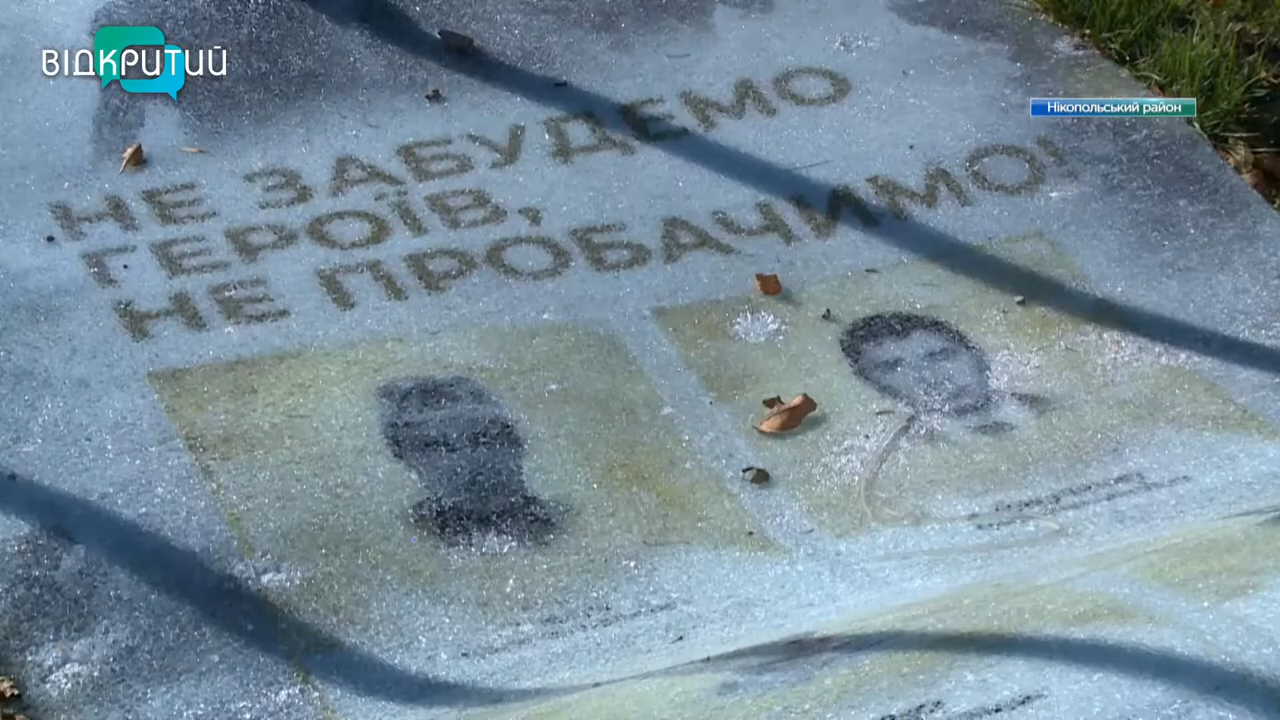 ВІДКРИТИЙ
Нікопольський район
НЕ ЗАБУДЕМО
ГЕРОЇВ,
НЕ ПРОБАЧИМО!